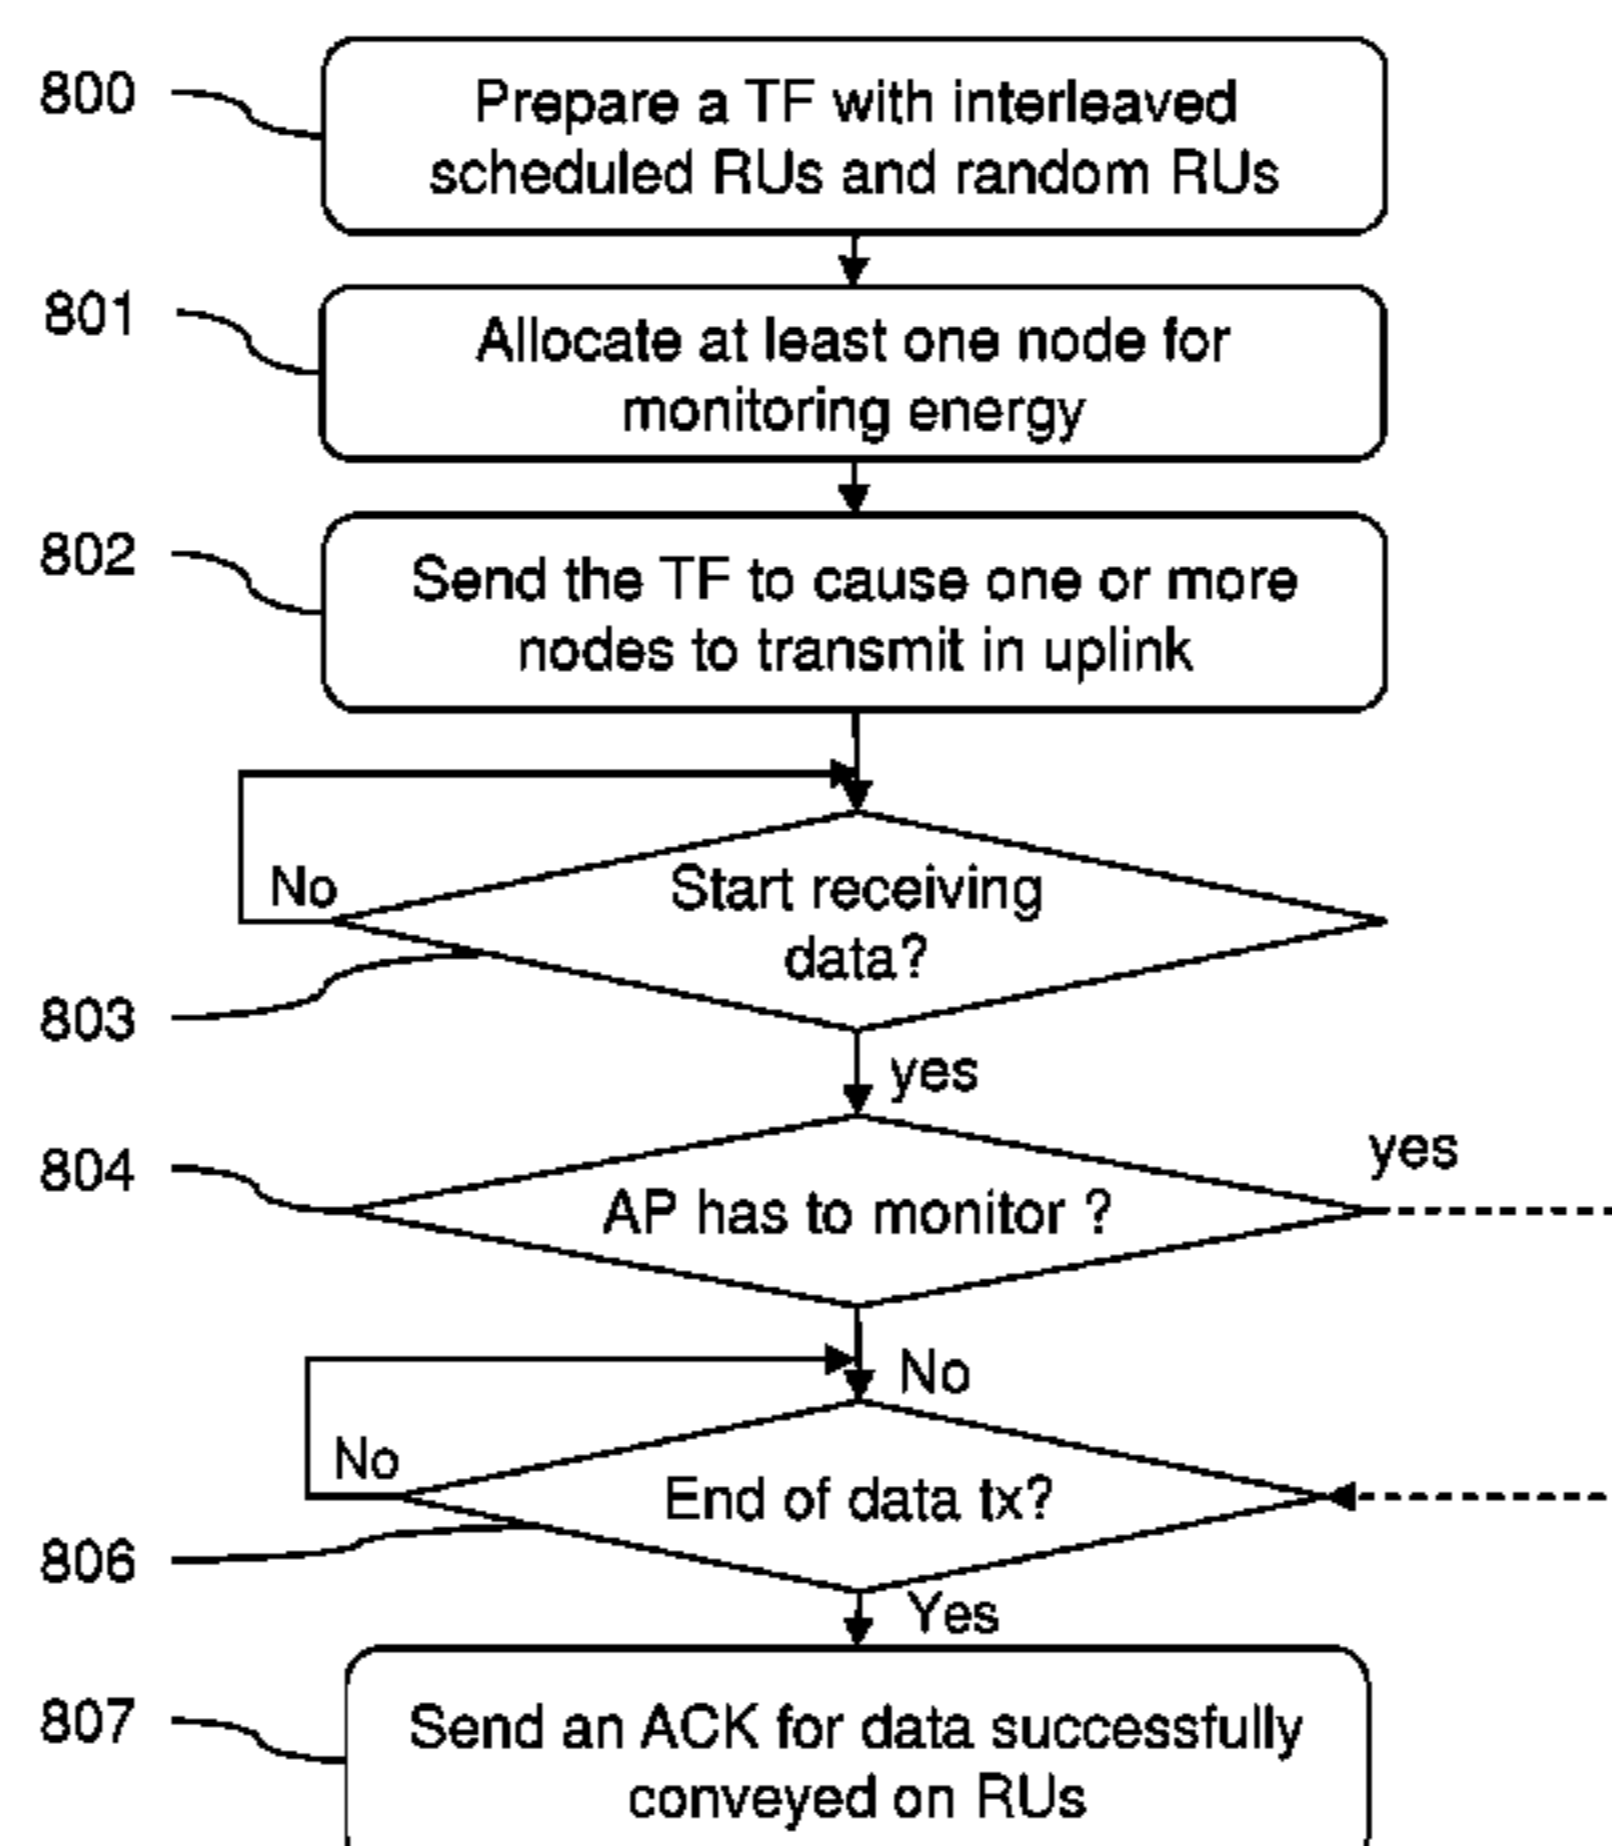 800
Prepare a TF with interleaved
scheduled RUs and random RUs
801
Allocate at least one node for
monitoring energy
802
Send the TF to cause one or more
nodes to transmit in uplink
No
Start receiving
data?
803
yes
804
AP has to monitor ?
yes
No
No
End of data tx?
806
Yes
807
Send an ACK for data successfully
conveyed on RUs